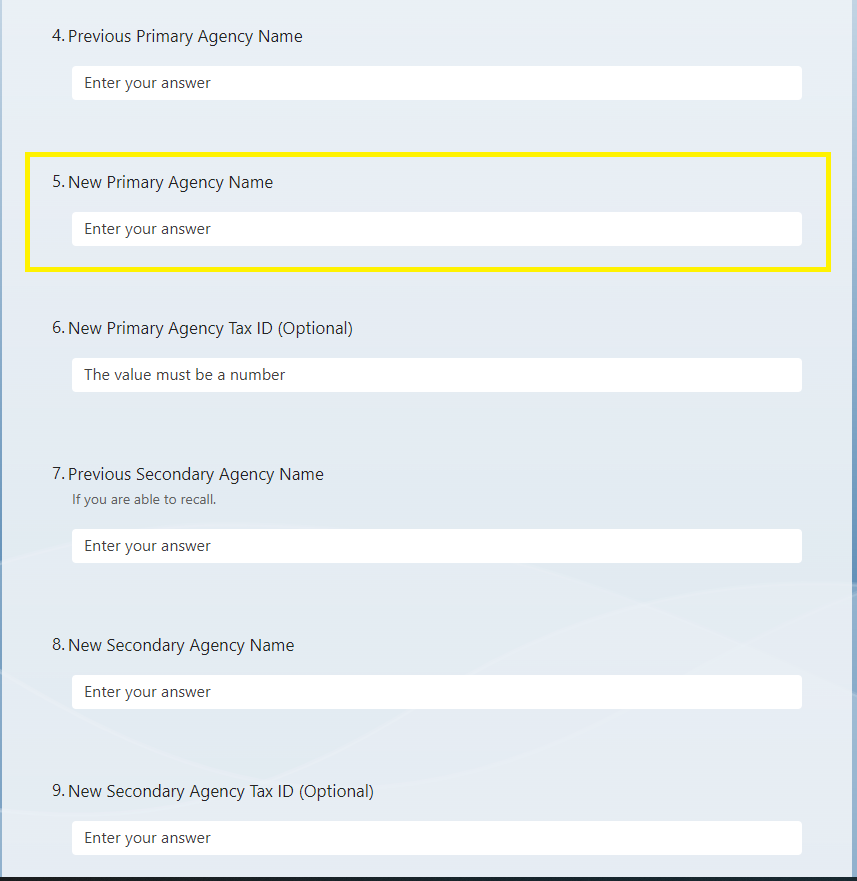 4. Previous Primary Agency Name
Enter your answer
5. New Primary Agency Name
Enter your answer
6. New Primary Agency Tax ID (Optional)
The value must be a number
7. Previous Secondary Agency Name
If you are able to recall.
Enter your answer
8. New Secondary Agency Name
Enter your answer
9. New Secondary Agency Tax ID (Optional)
Enter your answer